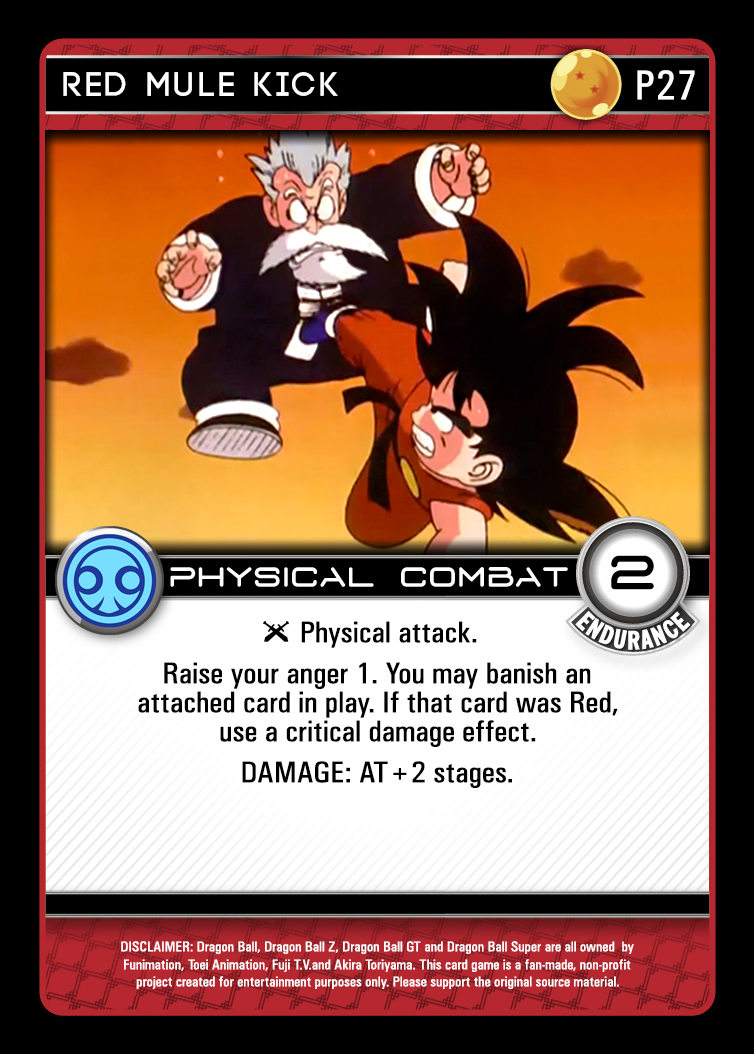 RED MULE KICK P27
PHYSICAL COMBAT 2
ENDURANCE
Physical attack.
Raise your anger 1. You may banish an
attached card in play. If that card was Red,
use a critical damage effect.
DAMAGE: AT + 2 stages.
DISCLAIMER: Dragon Ball, Dragon Ball Z, Dragon Ball GT and Dragon Ball Super are all owned by
Funimation, Toei Animation, Fuji T.V.and Akira Toriyama. This card game is a fan-made, non-profit
project created for entertainment purposes only. Please support the original source material.